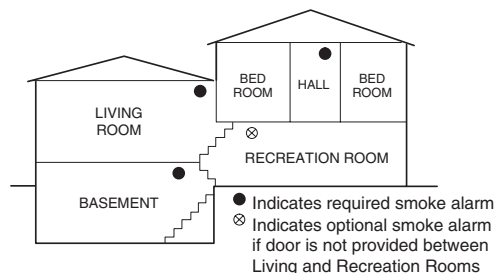 BED
ROOM
HALL
BED
ROOM
LIVING
ROOM
RECREATION ROOM
BASEMENT
Indicates required smoke alarm
Indicates optional smoke alarm
if door is not provided between
Living and Recreation Rooms